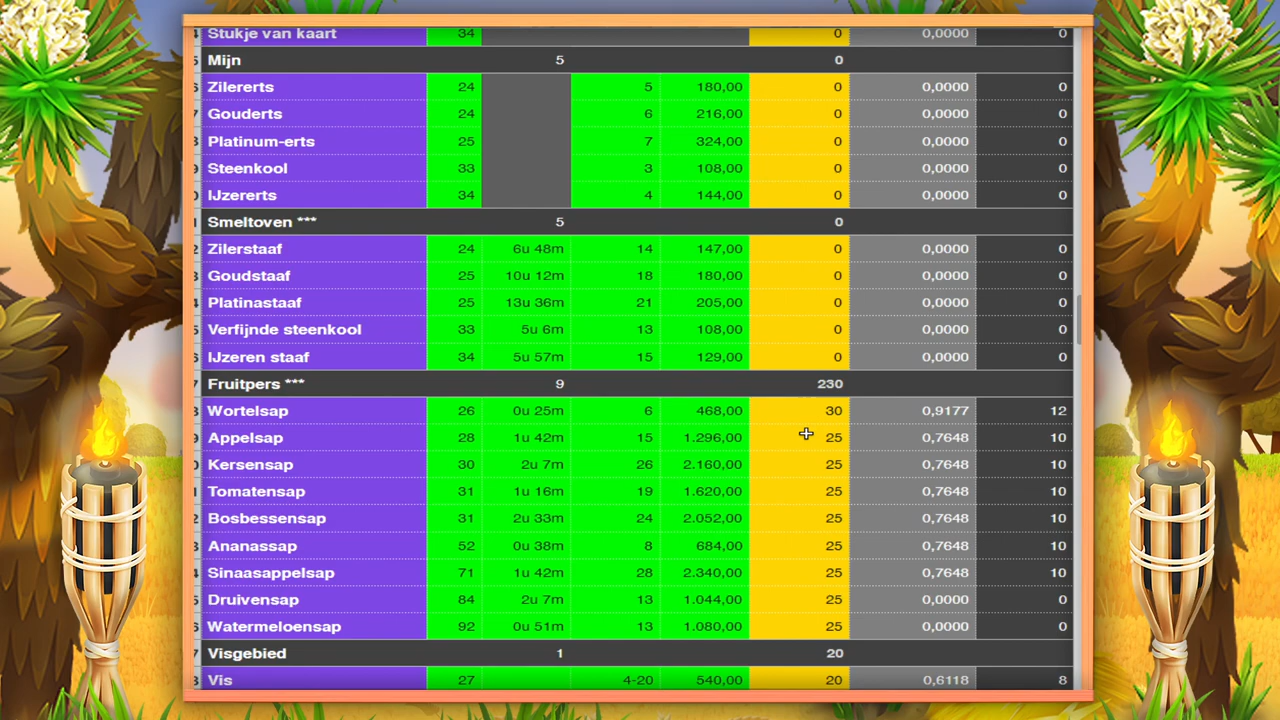 Stukje van kaart 34 0 0,0000 0
Mijn 5 0
Zilererts 24 5 180,00 0 0,0000 0
Gouderts 24 6 216,00 0 0,0000 0
Platinum-erts 25 7 324,00 0 0,0000 0
Steenkool 33 3 108,00 0 0,0000 0
IJzererts 34 4 144,00 0 0,0000 0
Smeltoven *** 5 0
Zilerstaaf 24 6u 48m 14 147,00 0 0,0000 0
Goudstaaf 25 10u 12m 18 180,00 0 0,0000 0
Platinastaaf 25 13u 36m 21 205,00 0 0,0000 0
Verfijnde steenkool 33 5u 6m 13 108,00 0 0,0000 0
IJzeren staaf 34 5u 57m 15 129,00 0 0,0000 0
Fruitpers *** 9 230
Wortelsap 26 0u 25m 6 468,00 30 0,9177 12
Appelsap 28 1u 42m 15 1.296,00 25 0,7648 10
Kersensap 30 2u 7m 26 2.160,00 25 0,7648 10
Tomatensap 31 1u 16m 19 1.620,00 25 0,7648 10
Bosbessensap 31 2u 33m 24 2.052,00 25 0,7648 10
Ananassap 52 0u 38m 8 684,00 25 0,7648 10
Sinaasappelsap 71 1u 42m 28 2.340,00 25 0,7648 10
Druivensap 84 2u 7m 13 1.044,00 25 0,0000 0
Watermeloensap 92 0u 51m 13 1.080,00 25 0,0000 0
Visgebied 1 20
Vis 27 4-20 540,00 20 0,6118 8